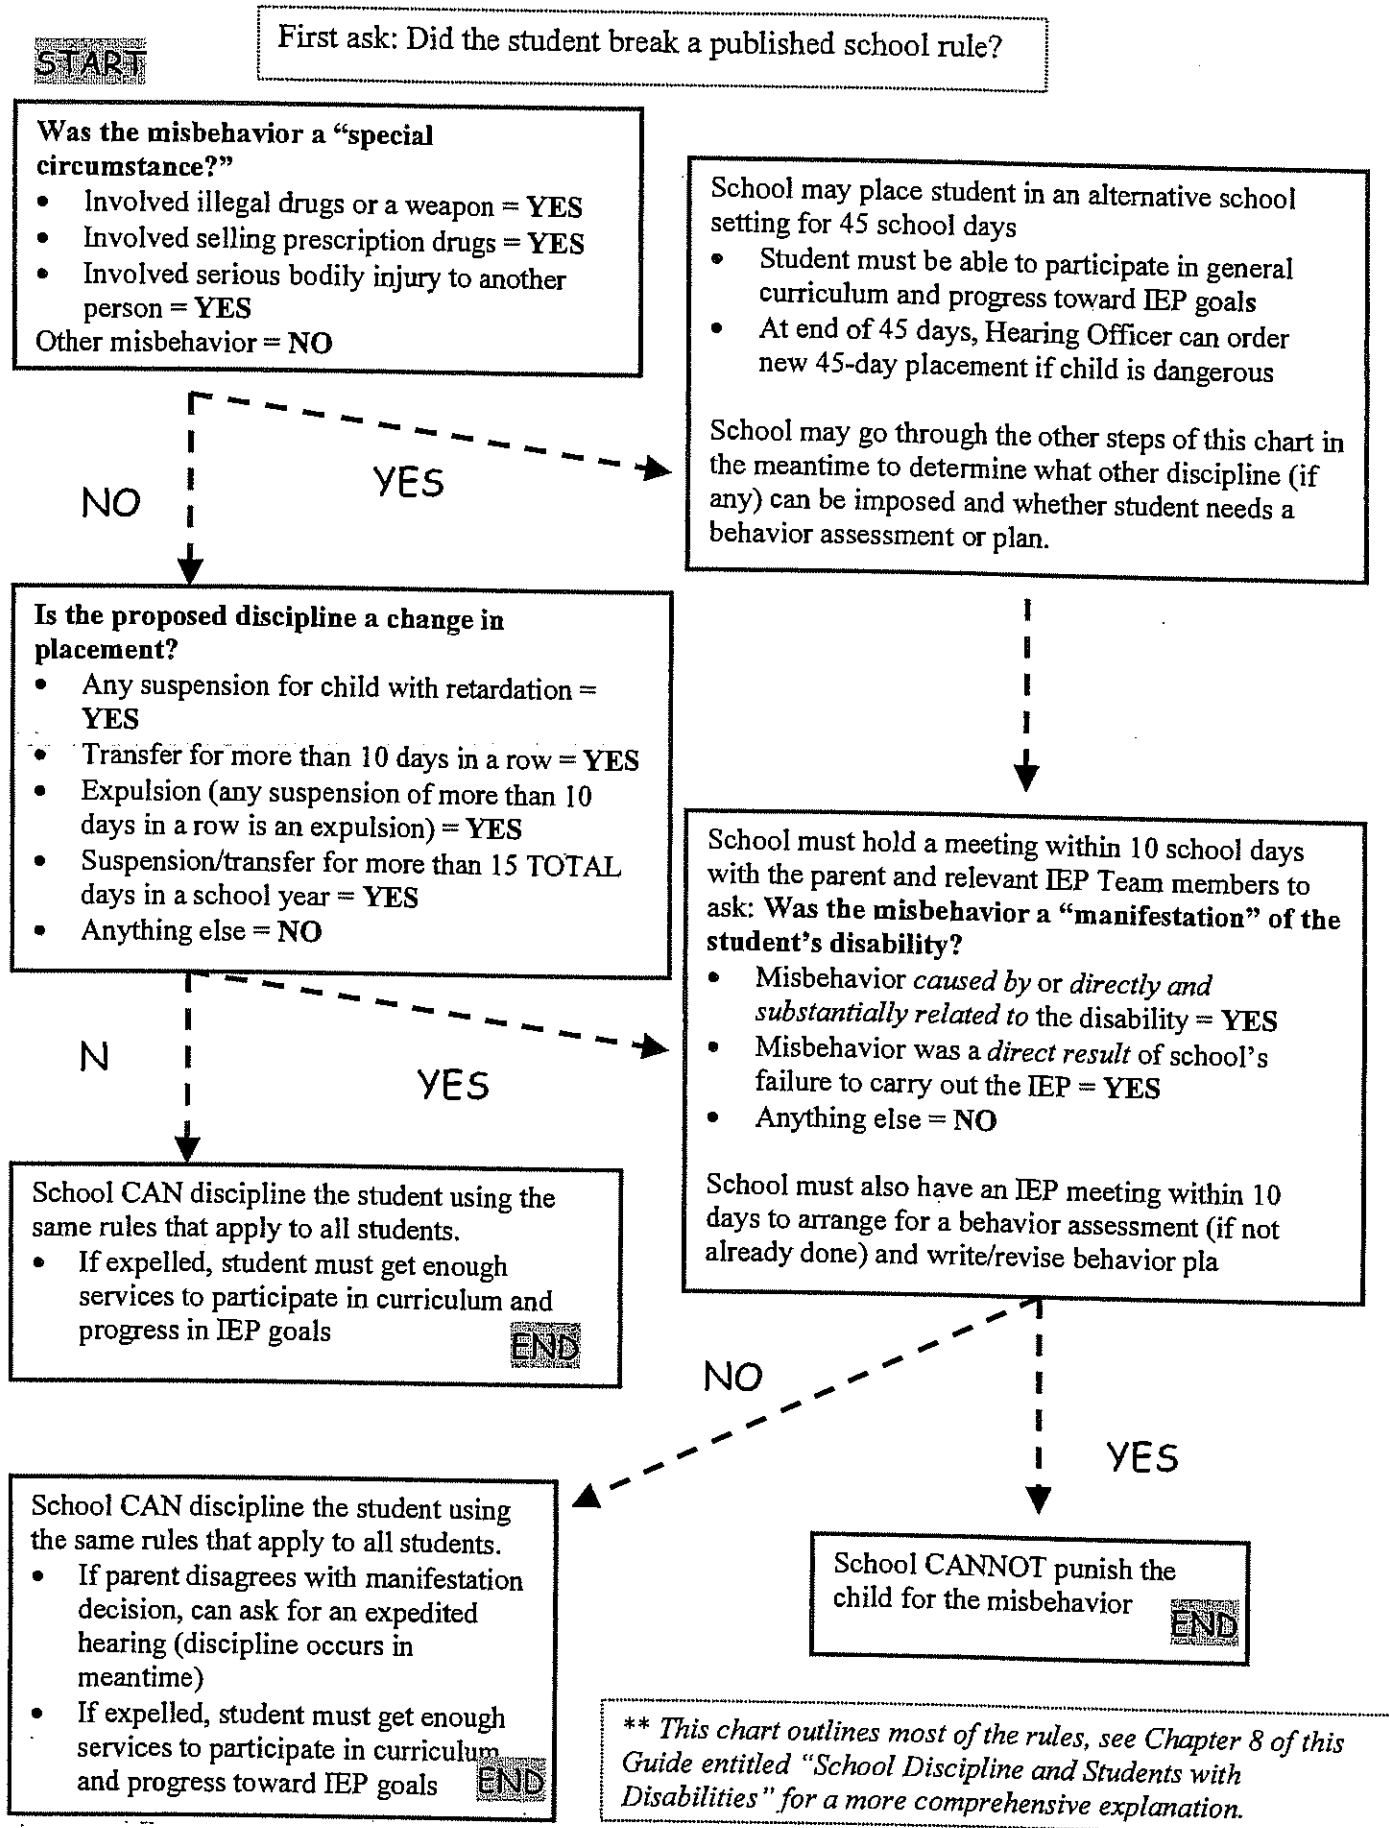 START
First ask: Did the student break a published school rule?
Was the misbehavior a “special
circumstance?”
• Involved illegal drugs or a weapon = YES
• Involved selling prescription drugs = YES
• Involved serious bodily injury to another
person = YES
Other misbehavior = NO
School may place student in an alternative school
setting for 45 school days
• Student must be able to participate in general
curriculum and progress toward IEP goals
• At end of 45 days, Hearing Officer can order
new 45-day placement if child is dangerous
School may go through the other steps of this chart in
the meantime to determine what other discipline (if
any) can be imposed and whether student needs a
behavior assessment or plan.
NO
YES
Is the proposed discipline a change in
placement?
• Any suspension for child with retardation =
YES
• Transfer for more than 10 days in a row = YES
• Expulsion (any suspension of more than 10
days in a row is an expulsion) = YES
• Suspension/transfer for more than 15 TOTAL
days in a school year = YES
• Anything else = NO
School must hold a meeting within 10 school days
with the parent and relevant IEP Team members to
ask: Was the misbehavior a “manifestation” of the
student’s disability?
• Misbehavior caused by or directly and
substantially related to the disability = YES
• Misbehavior was a direct result of school’s
failure to carry out the IEP = YES
• Anything else = NO
School must also have an IEP meeting within 10
days to arrange for a behavior assessment (if not
already done) and write/revise behavior pla
N
YES
School CAN discipline the student using the
same rules that apply to all students.
• If expelled, student must get enough
services to participate in curriculum and
progress in IEP goals
END
NO
YES
School CAN discipline the student using
the same rules that apply to all students.
• If parent disagrees with manifestation
decision, can ask for an expedited
hearing (discipline occurs in
meantime)
• If expelled, student must get enough
services to participate in curriculum
and progress toward IEP goals
END
School CANNOT punish the
child for the misbehavior
END
** This chart outlines most of the rules, see Chapter 8 of this
Guide entitled “School Discipline and Students with
Disabilities” for a more comprehensive explanation.